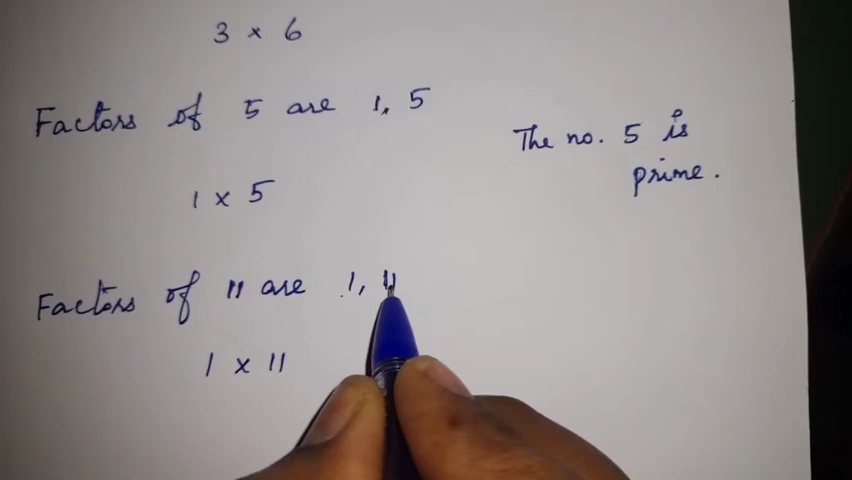 3 × 6
Factors of 5 are 1, 5
The no. 5 is
prime.
1 × 5
Factors of 11 are 1, 11
1 × 11